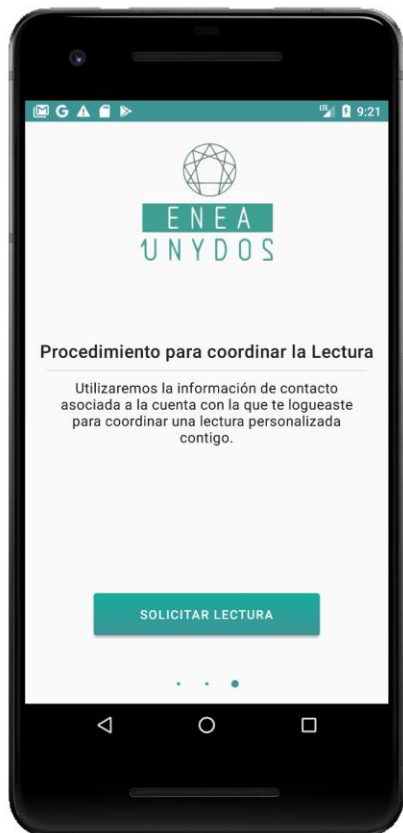 9:21
ENEA
UNYDOS
Procedimiento para coordinar la Lectura
Utilizaremos la información de contacto
asociada a la cuenta con la que te logueaste
para coordinar una lectura personalizada
contigo.
SOLICITAR LECTURA